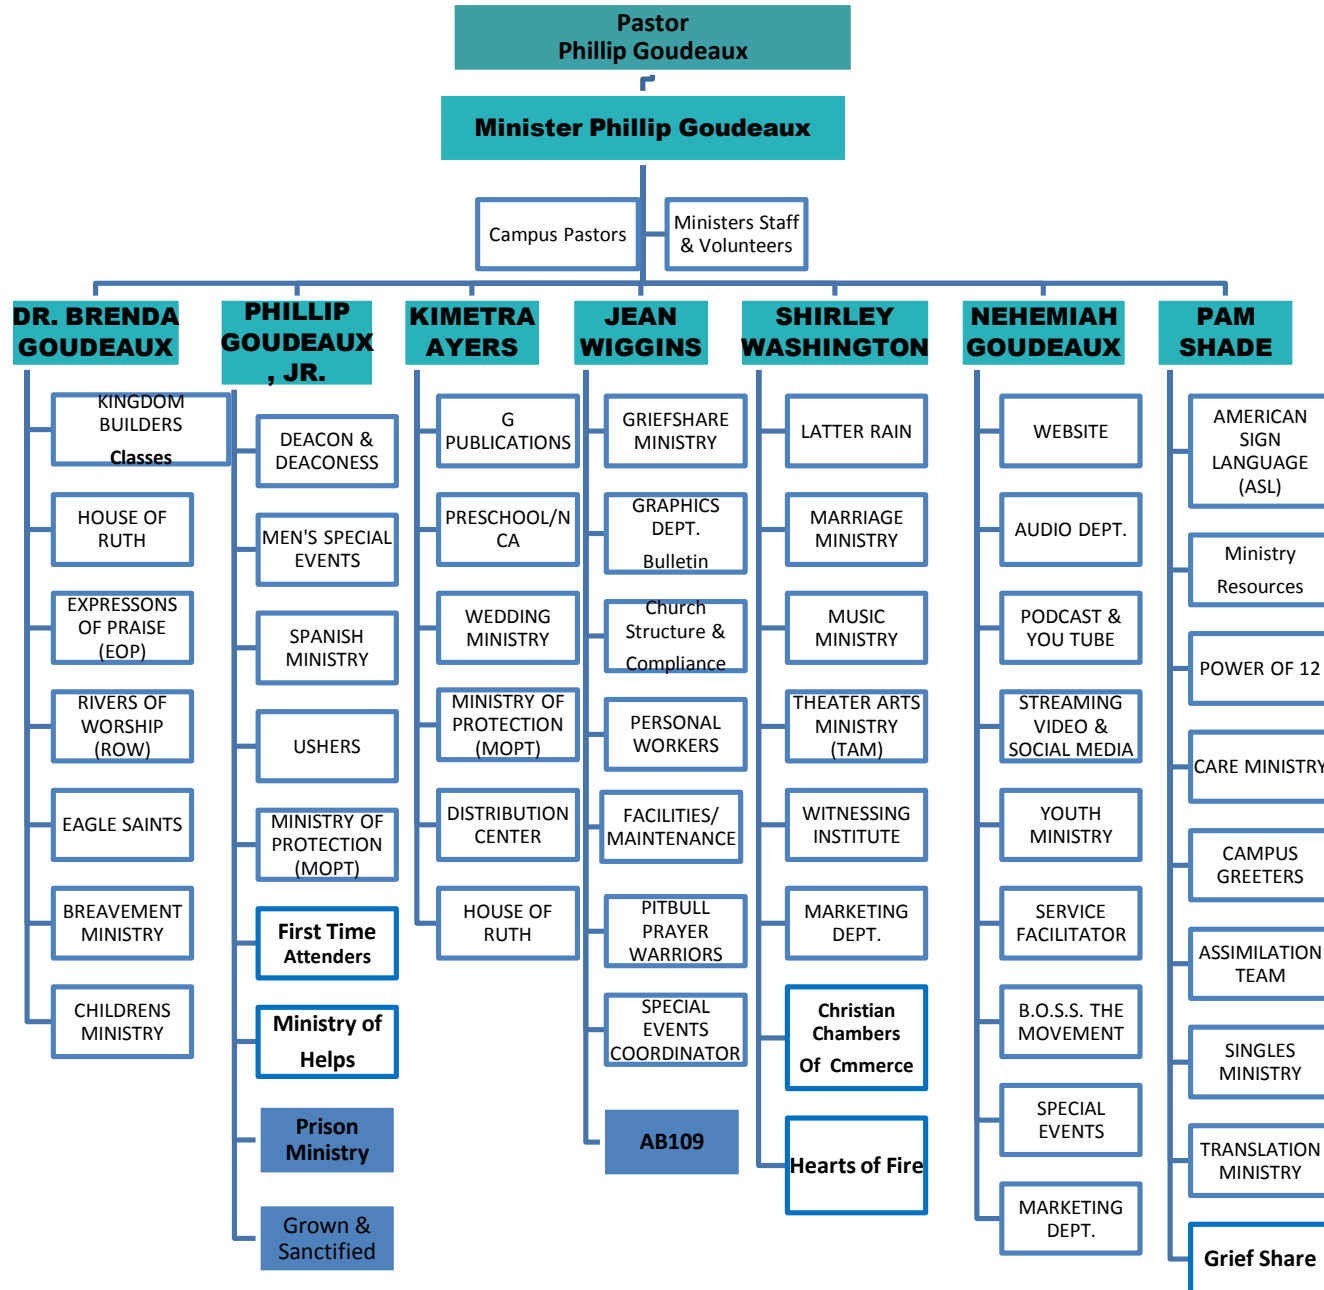 Pastor
Phillip Goudeaux
Minister Phillip Goudeaux
Campus Pastors
Ministers Staff
& Volunteers
DR. BRENDA
GOUDEAUX
KINGDOM
BUILDERS
Classes
HOUSE OF
RUTH
EXPRESSONS
OF PRAISE
(EOP)
RIVERS OF
WORSHIP
(ROW)
EAGLE SAINTS
BREAVEMENT
MINISTRY
CHILDRENS
MINISTRY
PHILLIP
GOUDEAUX
, JR.
DEACON &
DEACONESS
MEN'S SPECIAL
EVENTS
SPANISH
MINISTRY
USHERS
MINISTRY OF
PROTECTION
(MOPT)
First Time
Attenders
Ministry of
Helps
Prison
Ministry
Grown &
Sanctified
KIMETRA
AYERS
G
PUBLICATIONS
PRESCHOOL/N
CA
WEDDING
MINISTRY
MINISTRY OF
PROTECTION
(MOPT)
DISTRIBUTION
CENTER
HOUSE OF
RUTH
JEAN
WIGGINS
GRIEFSHARE
MINISTRY
GRAPHICS
DEPT.
Bulletin
Church
Structure &
Compliance
PERSONAL
WORKERS
FACILITIES/
MAINTENANCE
PITBULL
PRAYER
WARRIORS
SPECIAL
EVENTS
COORDINATOR
AB109
SHIRLEY
WASHINGTON
LATTER RAIN
MARRIAGE
MINISTRY
MUSIC
MINISTRY
THEATER ARTS
MINISTRY
(TAM)
WITNESSING
INSTITUTE
MARKETING
DEPT.
Christian
Chambers
Of Cmmerce
Hearts of Fire
NEHEMIAH
GOUDEAUX
WEBSITE
AUDIO DEPT.
PODCAST &
YOU TUBE
STREAMING
VIDEO &
SOCIAL MEDIA
YOUTH
MINISTRY
SERVICE
FACILITATOR
B.O.S.S. THE
MOVEMENT
SPECIAL
EVENTS
MARKETING
DEPT.
PAM
SHADE
AMERICAN
SIGN
LANGUAGE
(ASL)
Ministry
Resources
POWER OF 12
CARE MINISTRY
CAMPUS
GREETERS
ASSIMILATION
TEAM
SINGLES
MINISTRY
TRANSLATION
MINISTRY
Grief Share